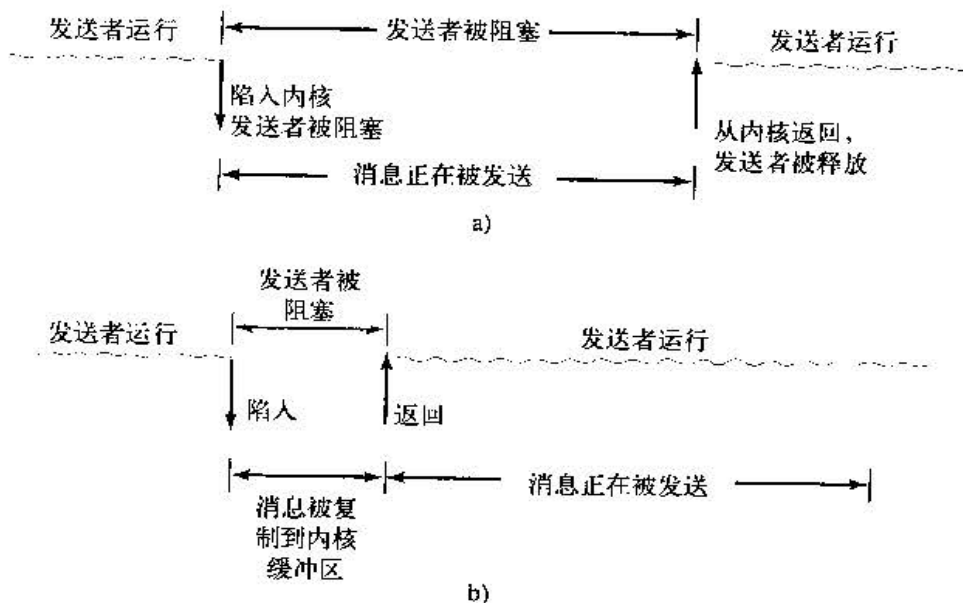 发送者运行
发送者被阻塞
发送者运行
陷入内核
发送者被阻塞
从内核返回，
发送者被释放
消息正在被发送
a)
发送者被
阻塞
发送者运行
发送者运行
陷入
返回
消息被复
制到内核
缓冲区
消息正在被发送
b)